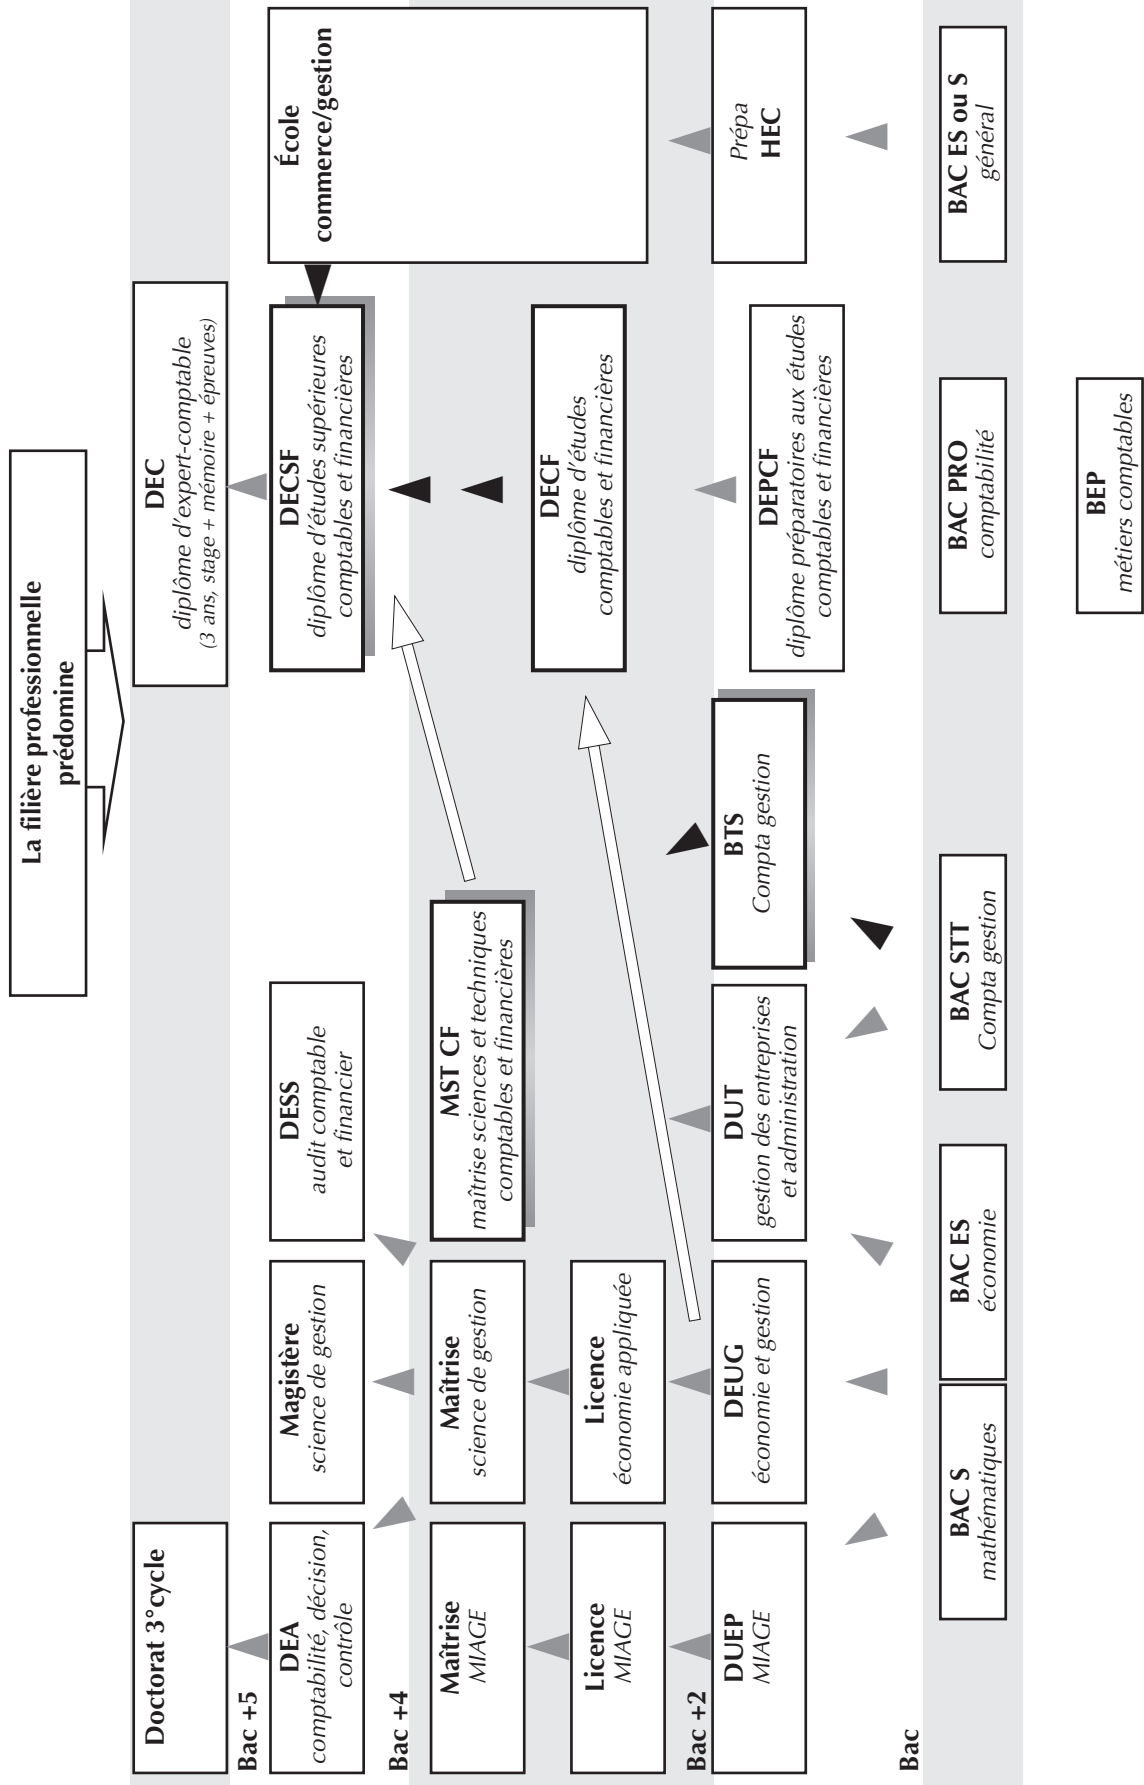 La filière professionnelle
prédomine
Doctorat 3°cycle
DEC
diplôme d'expert-comptable
(3 ans, stage + mémoire + épreuves)
Bac +5
DEA
comptabilité, décision,
contrôle
Magistère
science de gestion
DESS
audit comptable
et financier
DECSF
diplôme d'études supérieures
comptables et financières
École
commerce/gestion
Bac +4
Maîtrise
MIAGE
Maîtrise
science de gestion
MST CF
maîtrise sciences et techniques
comptables et financières
Licence
MIAGE
Licence
économie appliquée
DECF
diplôme d'études
comptables et financières
Bac +2
DUEP
MIAGE
DEUG
économie et gestion
DUT
gestion des entreprises
et administration
BTS
Compta gestion
DEPCF
diplôme préparatoires aux études
comptables et financières
Prépa
HEC
Bac
BAC S
mathématiques
BAC ES
économie
BAC STT
Compta gestion
BAC PRO
comptabilité
BAC ES ou S
général
BEP
métiers comptables